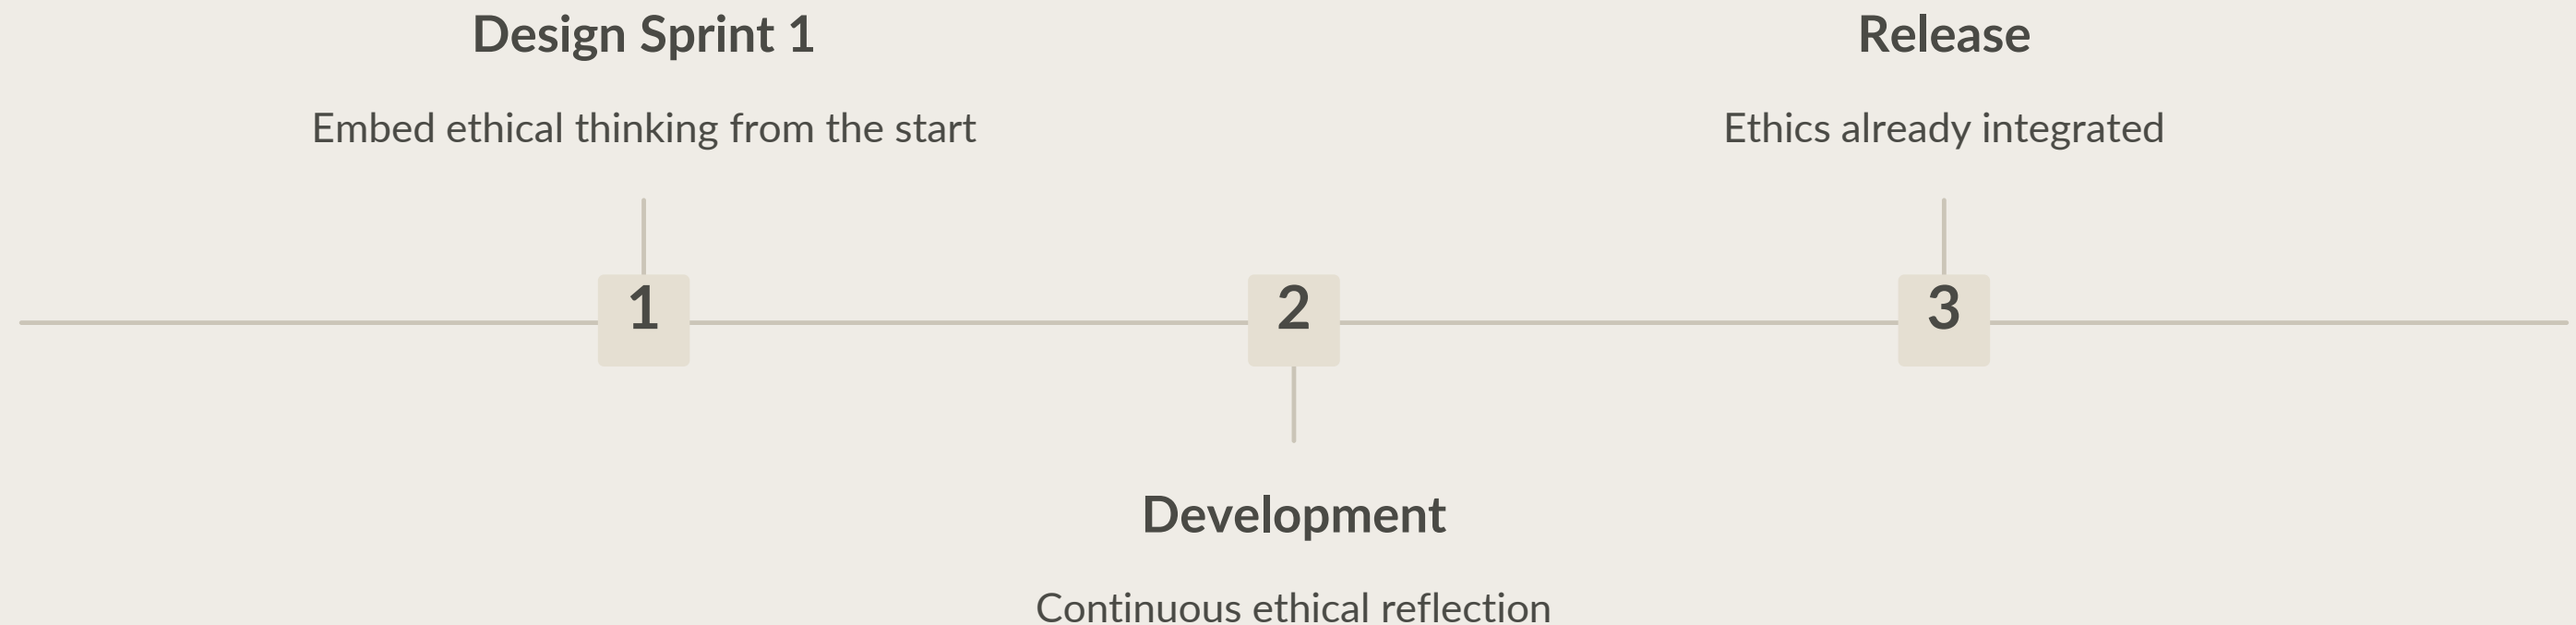 Design Sprint 1
Embed ethical thinking from the start
1
2
Development
Continuous ethical reflection
Release
Ethics already integrated
3